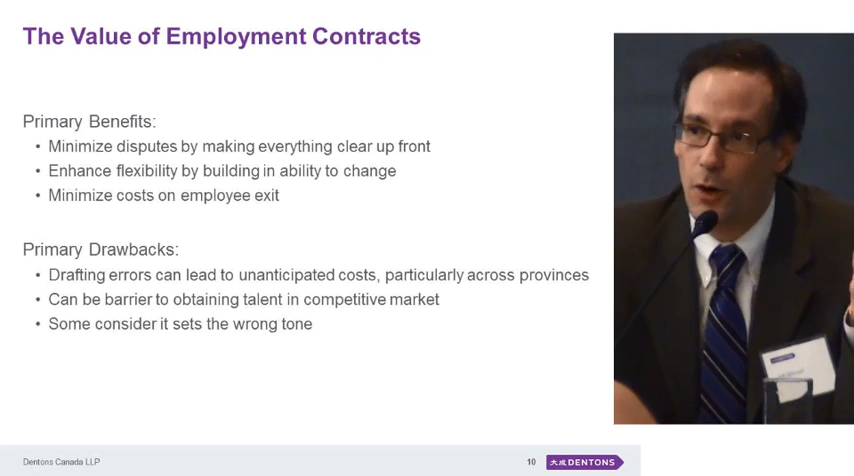 The Value of Employment Contracts
Primary Benefits:
• Minimize disputes by making everything clear up front
• Enhance flexibility by building in ability to change
• Minimize costs on employee exit
Primary Drawbacks:
• Drafting errors can lead to unanticipated costs, particularly across provinces
• Can be barrier to obtaining talent in competitive market
• Some consider it sets the wrong tone
Dentons Canada LLP
10
大成 DENTONS